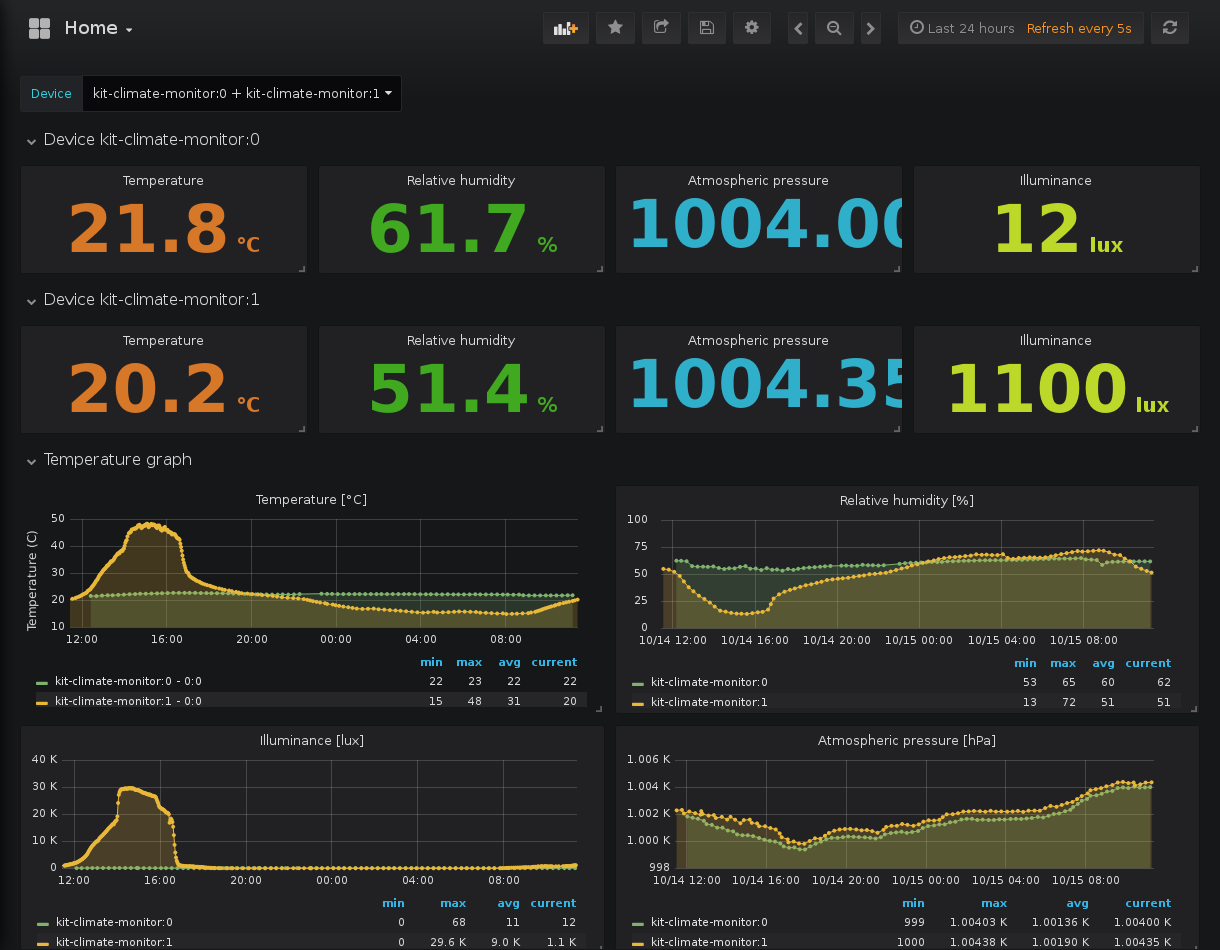 Home
Last 24 hours Refresh every 5s
Device kit-climate-monitor:0 + kit-climate-monitor:1
Device kit-climate-monitor:0
Temperature Relative humidity Atmospheric pressure Illuminance
21.8 °C 61.7 % 1004.00 12 lux
Device kit-climate-monitor:1
Temperature Relative humidity Atmospheric pressure Illuminance
20.2 °C 51.4 % 1004.35 1100 lux
Temperature graph
Temperature [°C]
Temperature (C)
50
40
30
20
10
12:00 16:00 20:00 00:00 04:00 08:00
min max avg current
kit-climate-monitor:0 - 0:0 22 23 22 22
kit-climate-monitor:1 - 0:0 15 48 31 20
Relative humidity [%]
100
75
50
25
0
10/14 12:00 10/14 16:00 10/14 20:00 10/15 00:00 10/15 04:00 10/15 08:00
min max avg current
kit-climate-monitor:0 53 65 60 62
kit-climate-monitor:1 13 72 51 51
Illuminance [lux]
40 K
30 K
20 K
10 K
0
12:00 16:00 20:00 00:00 04:00 08:00
min max avg current
kit-climate-monitor:0 0 68 11 12
kit-climate-monitor:1 0 29.6 K 9.0 K 1.1 K
Atmospheric pressure [hPa]
1.006 K
1.004 K
1.002 K
1.000 K
998
10/14 12:00 10/14 16:00 10/14 20:00 10/15 00:00 10/15 04:00 10/15 08:00
min max avg current
kit-climate-monitor:0 999 1.00403 K 1.00136 K 1.00400 K
kit-climate-monitor:1 1000 1.00438 K 1.00190 K 1.00435 K